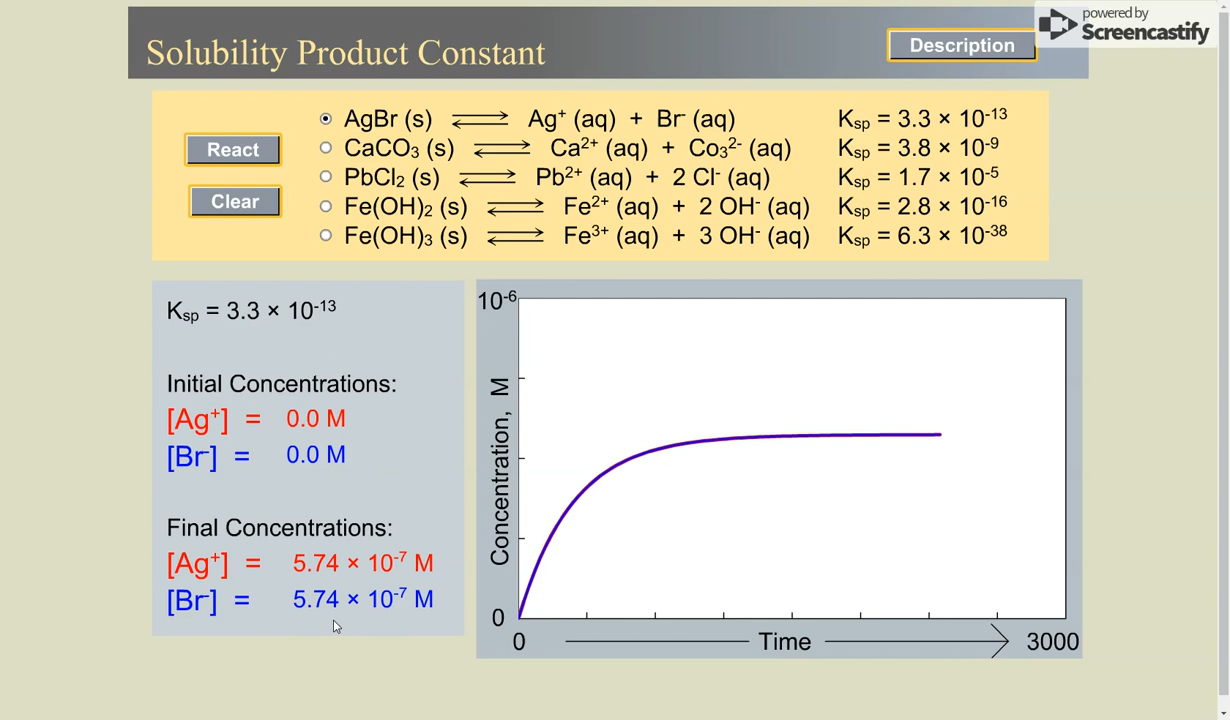 powered by
Screencastify
Solubility Product Constant
Description
React
Clear
AgBr (s) ⇌ Ag⁺ (aq) + Br⁻ (aq) Ksp = 3.3 × 10⁻¹³
CaCO₃ (s) ⇌ Ca²⁺ (aq) + Co₃²⁻ (aq) Ksp = 3.8 × 10⁻⁹
PbCl₂ (s) ⇌ Pb²⁺ (aq) + 2 Cl⁻ (aq) Ksp = 1.7 × 10⁻⁵
Fe(OH)₂ (s) ⇌ Fe²⁺ (aq) + 2 OH⁻ (aq) Ksp = 2.8 × 10⁻¹⁶
Fe(OH)₃ (s) ⇌ Fe³⁺ (aq) + 3 OH⁻ (aq) Ksp = 6.3 × 10⁻³⁸
Ksp = 3.3 × 10⁻¹³
Initial Concentrations:
[Ag⁺] = 0.0 M
[Br⁻] = 0.0 M
Final Concentrations:
[Ag⁺] = 5.74 × 10⁻⁷ M
[Br⁻] = 5.74 × 10⁻⁷ M
10⁻⁶
Concentration, M
0
0 Time 3000